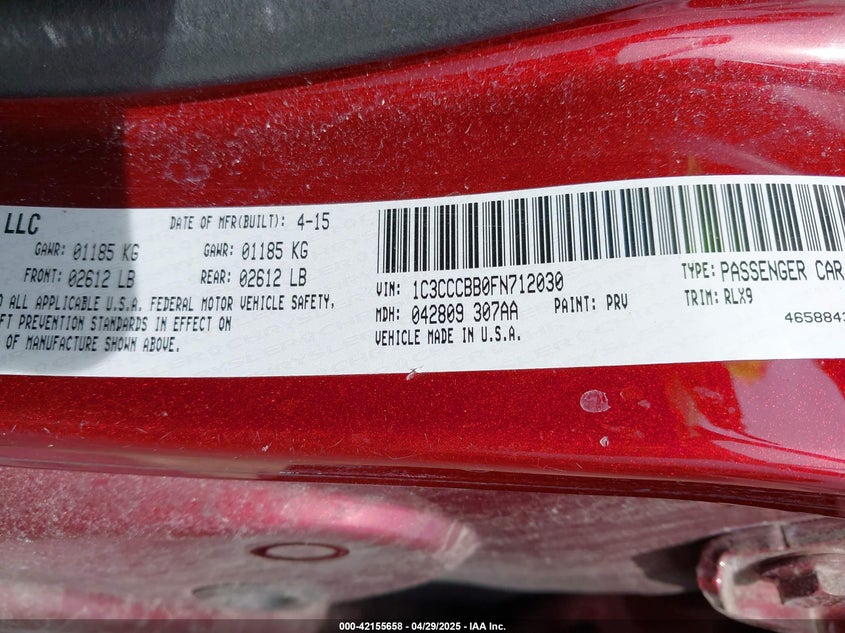 LLC
DATE OF MFR(BUILT): 4-15
GAWR: 01185 KG
GAWR: 01185 KG
FRONT: 02612 LB
REAR: 02612 LB
ALL APPLICABLE U.S.A. FEDERAL MOTOR VEHICLE SAFETY,
PREVENTION STANDARDS IN EFFECT ON
OF MANUFACTURE SHOWN ABOVE.
VIN: 1C3CCCBB0FN712030
MDH: 042809 307AA
PAINT: PRV
VEHICLE MADE IN U.S.A.
TYPE: PASSENGER CAR
TRIM: RLX9
000-42155658 - 04/29/2025 - IAA Inc.